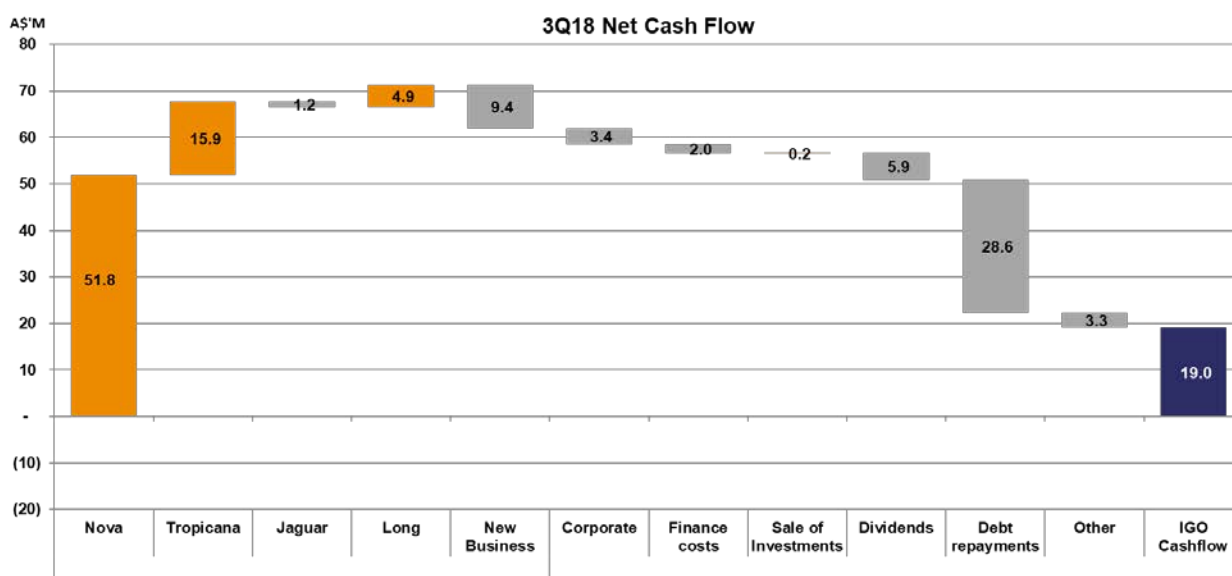 A$'M
3Q18 Net Cash Flow
80
70
60
50
40
30
20
10
-
(10)
(20)
51.8
15.9
1.2
4.9
9.4
3.4
2.0
0.2
5.9
28.6
3.3
19.0
Nova
Tropicana
Jaguar
Long
New
Business
Corporate
Finance
costs
Sale of
Investments
Dividends
Debt
repayments
Other
IGO
Cashflow